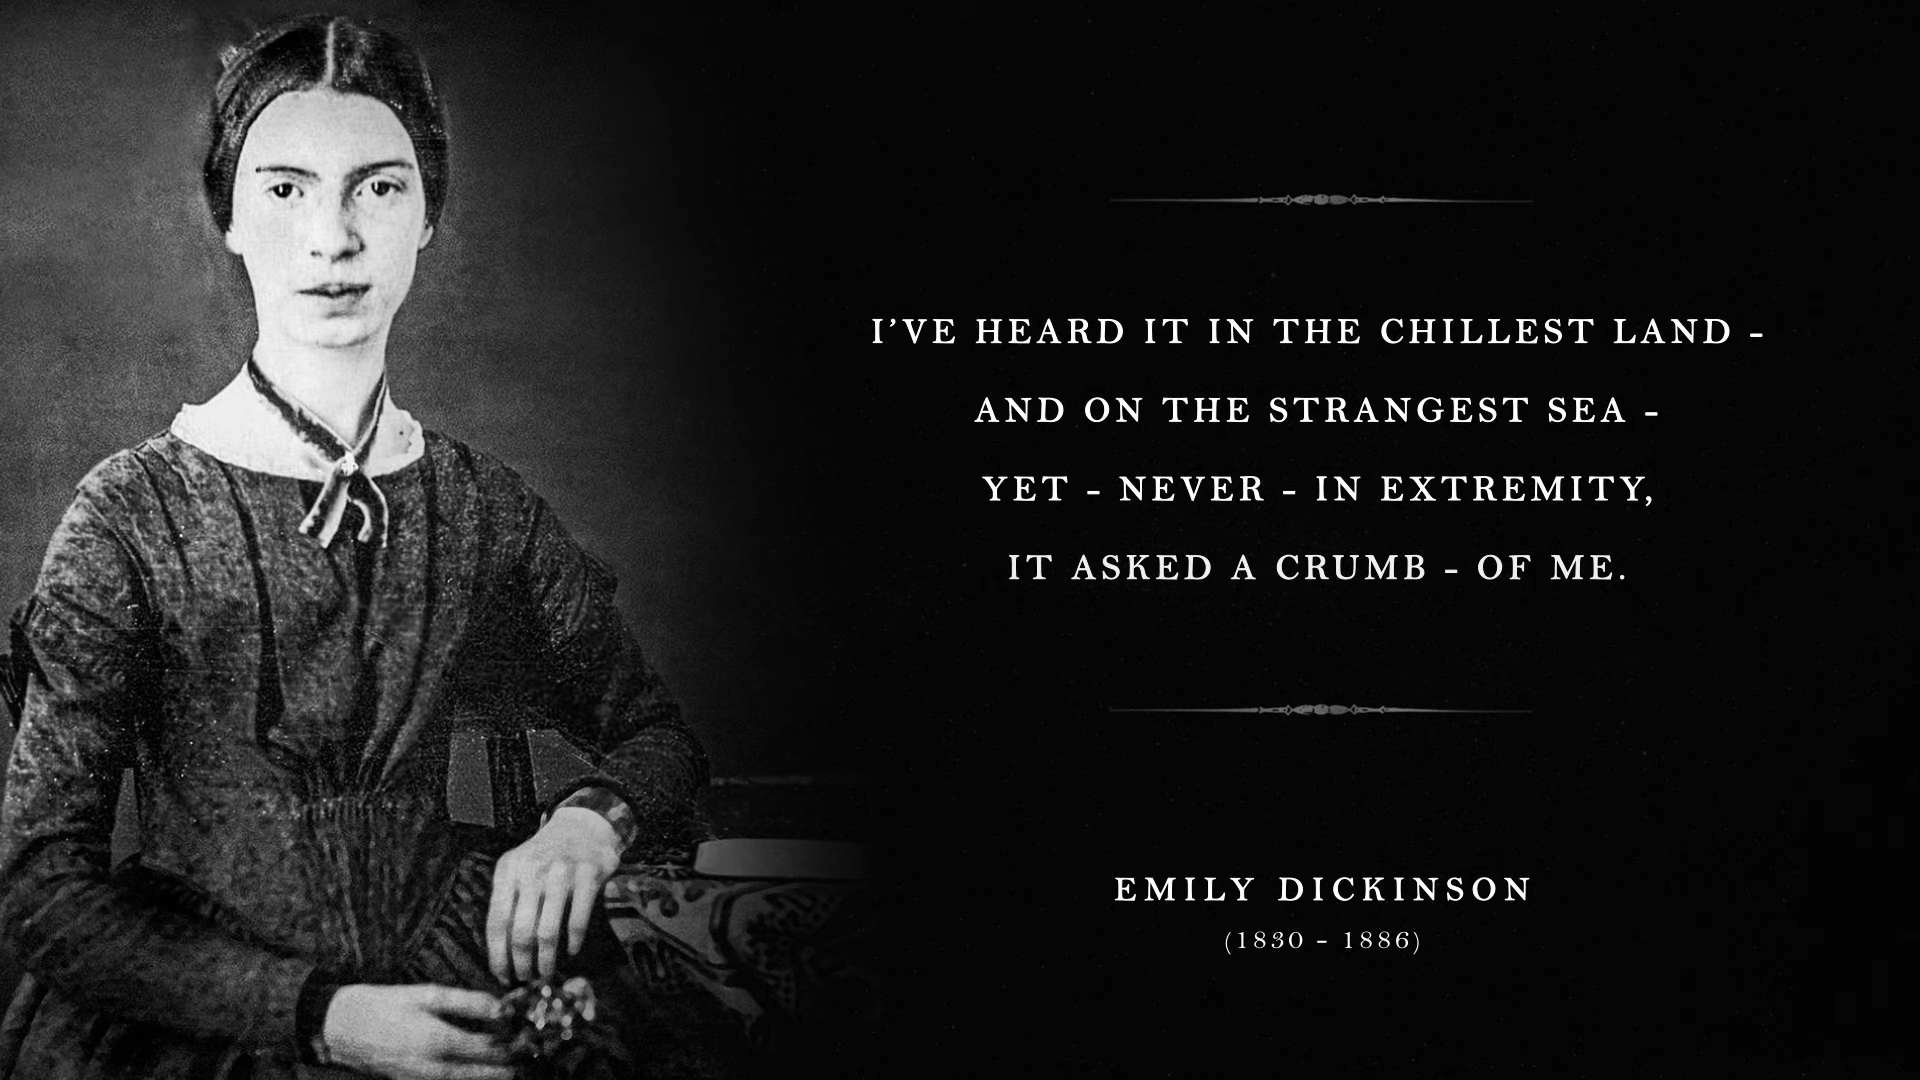 I'VE HEARD IT IN THE CHILLEST LAND -
AND ON THE STRANGEST SEA -
YET - NEVER - IN EXTREMITY,
IT ASKED A CRUMB - OF ME.
EMILY DICKINSON
(1830 - 1886)